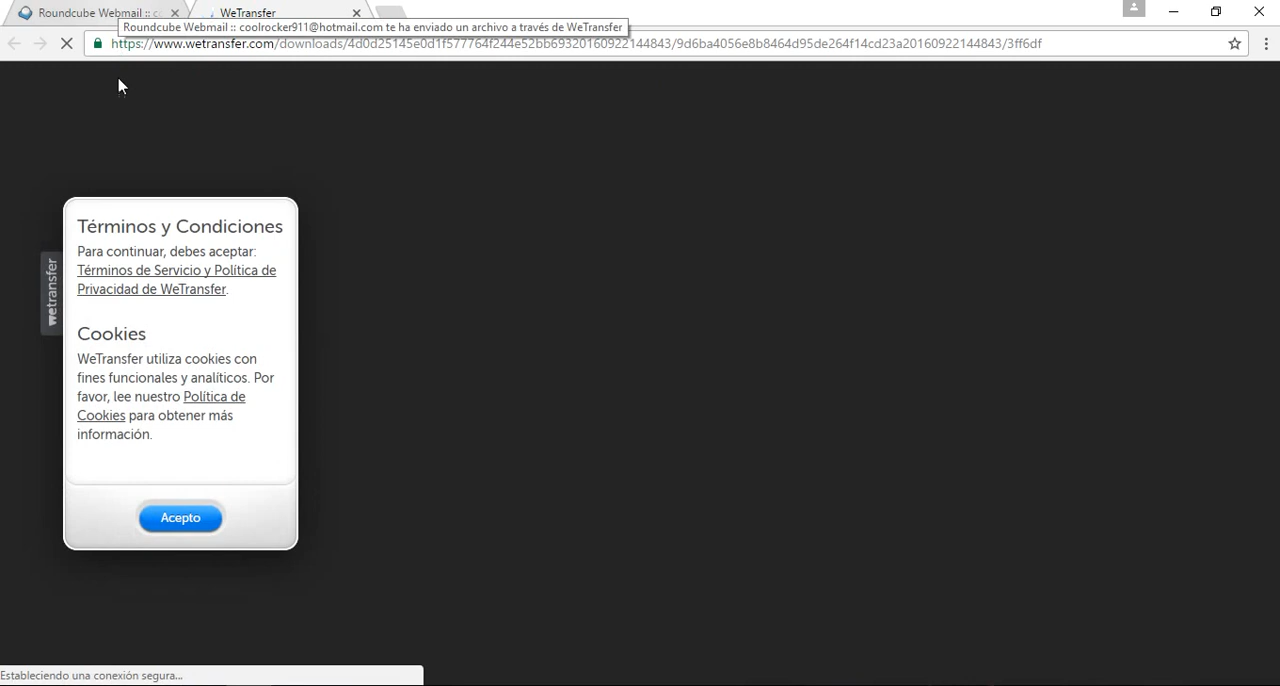 Roundcube Webmail :: co
WeTransfer
Roundcube Webmail :: coolrocker911@hotmail.com te ha enviado un archivo a través de WeTransfer
https://www.wetransfer.com/downloads/4d0d25145e0d1f577764f244e52bb69320160922144843/9d6ba4056e8b8464d95de264f14cd23a20160922144843/3ff6df
Términos y Condiciones
Para continuar, debes aceptar:
Términos de Servicio y Política de
Privacidad de WeTransfer.
wetransfer
Cookies
WeTransfer utiliza cookies con
fines funcionales y analíticos. Por
favor, lee nuestro Política de
Cookies para obtener más
información.
Acepto
Estableciendo una conexión segura...